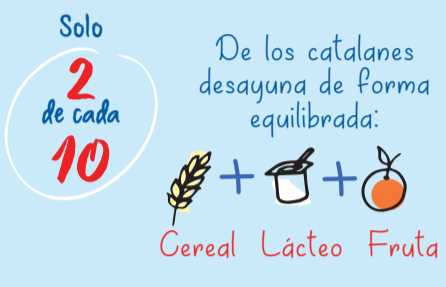 Solo
2
de cada
10
De los catalanes
desayuna de forma
equilibrada:
Cereal Lácteo Fruta